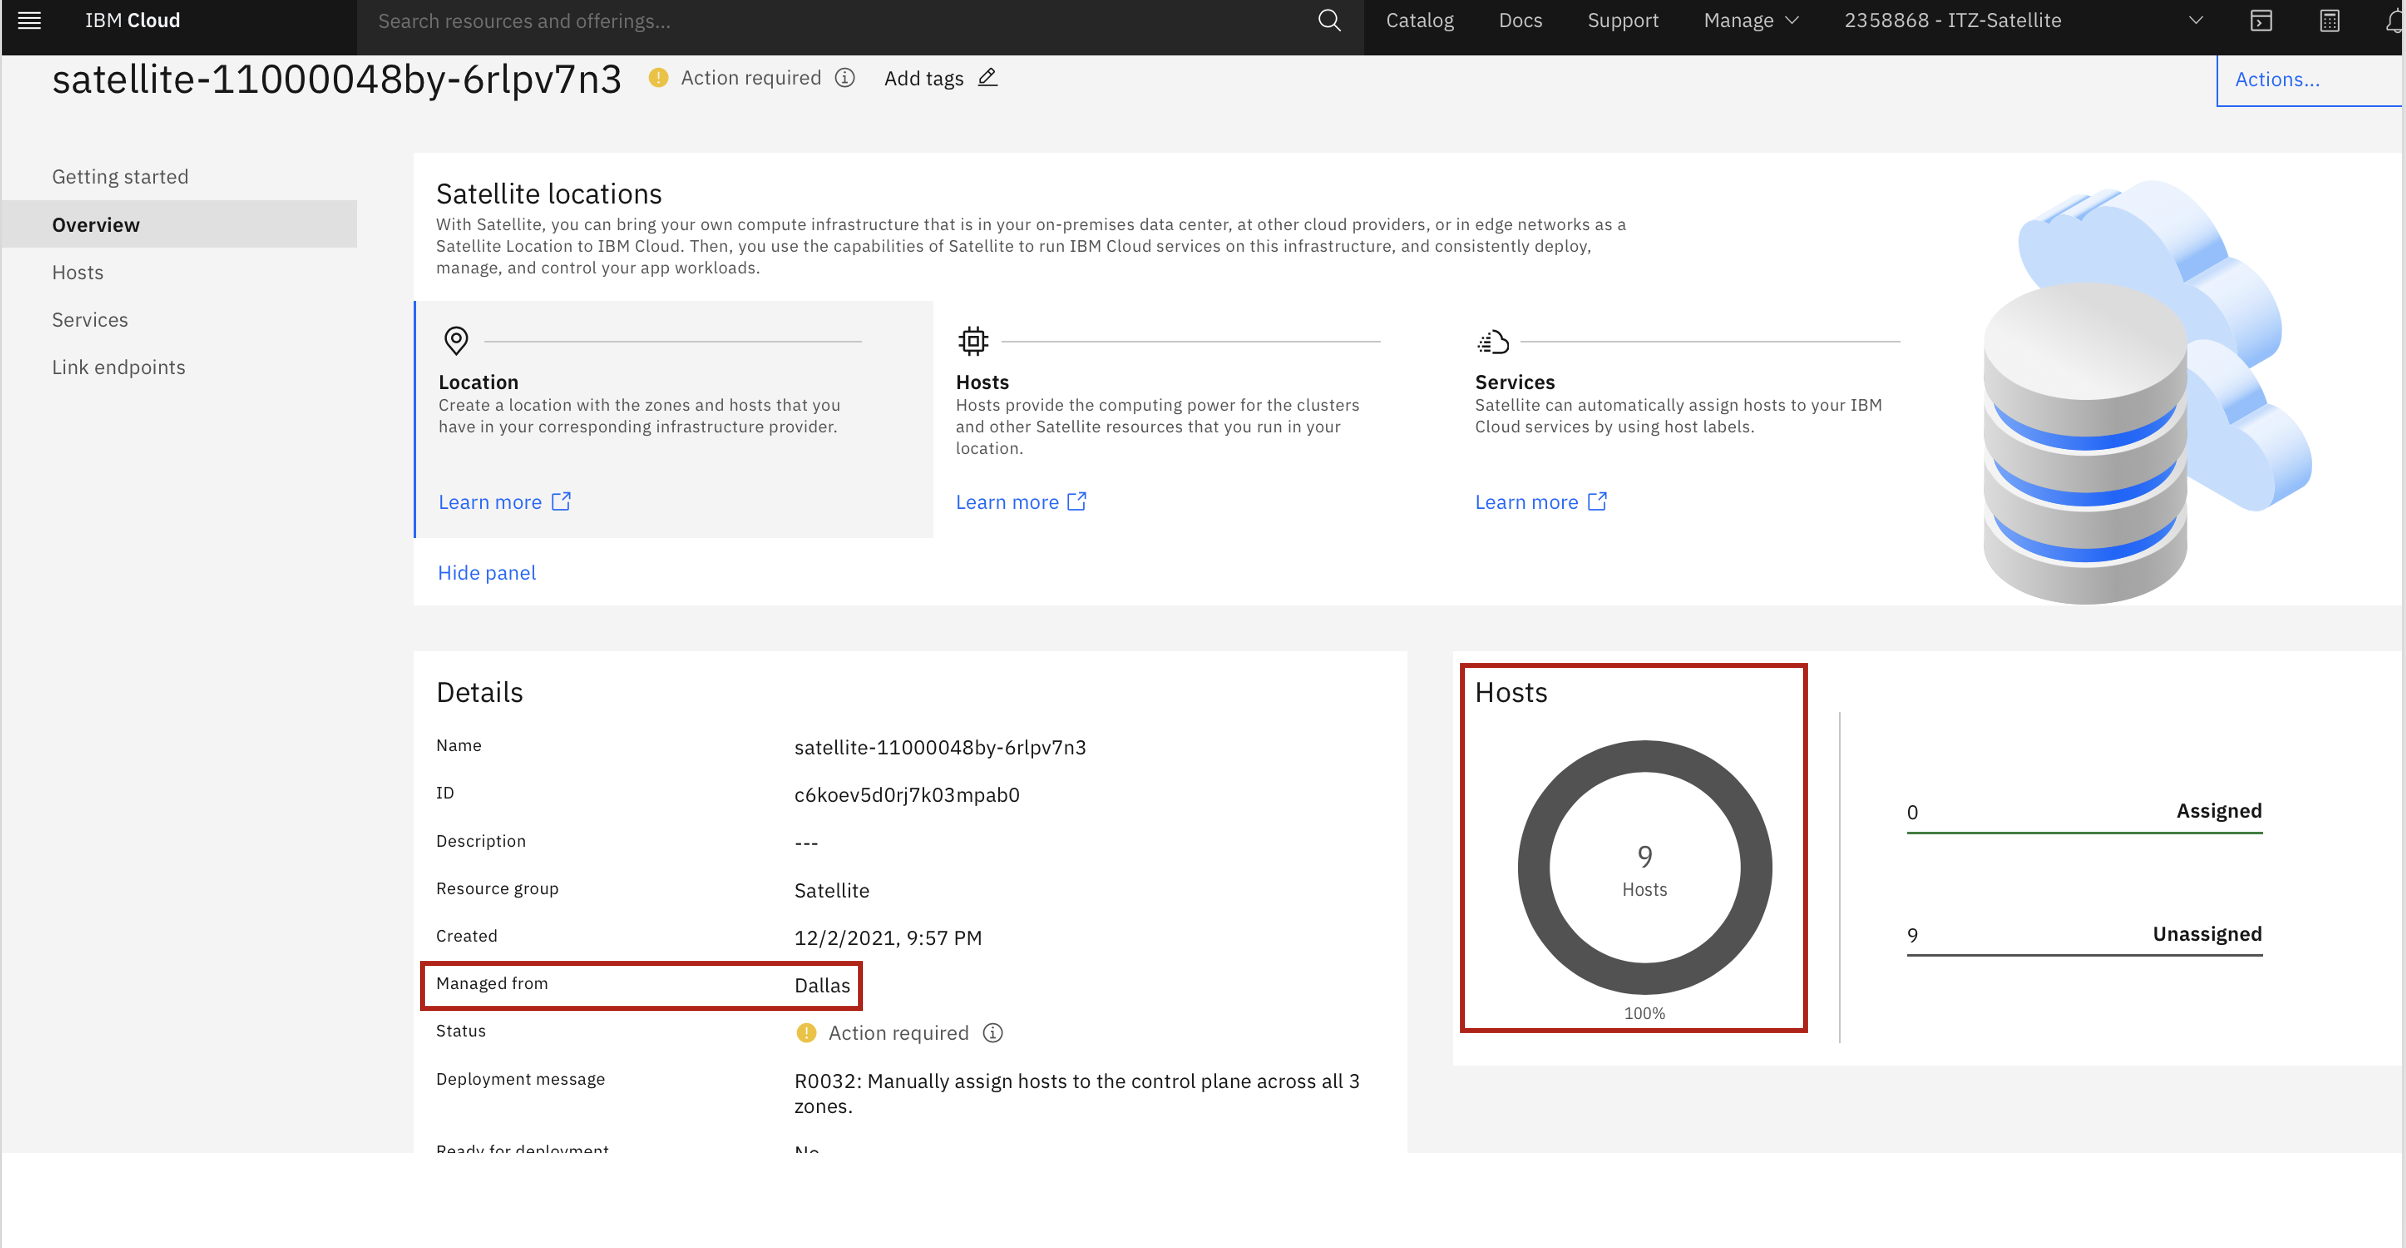 IBM Cloud
Search resources and offerings...
Catalog
Docs
Support
Manage
2358868 - ITZ-Satellite
satellite-11000048by-6rlpv7n3
Action required
Add tags
Actions...
Getting started
Overview
Hosts
Services
Link endpoints
Satellite locations
With Satellite, you can bring your own compute infrastructure that is in your on-premises data center, at other cloud providers, or in edge networks as a
Satellite Location to IBM Cloud. Then, you use the capabilities of Satellite to run IBM Cloud services on this infrastructure, and consistently deploy,
manage, and control your app workloads.
Location
Create a location with the zones and hosts that you
have in your corresponding infrastructure provider.
Learn more
Hosts
Hosts provide the computing power for the clusters
and other Satellite resources that you run in your
location.
Learn more
Services
Satellite can automatically assign hosts to your IBM
Cloud services by using host labels.
Learn more
Hide panel
Details
Name
satellite-11000048by-6rlpv7n3
ID
c6koev5d0rj7k03mpab0
Description
---
Resource group
Satellite
Created
12/2/2021, 9:57 PM
Managed from
Dallas
Status
Action required
Deployment message
R0032: Manually assign hosts to the control plane across all 3
zones.
Ready for deployment
No
Hosts
9
Hosts
100%
0 Assigned
9 Unassigned